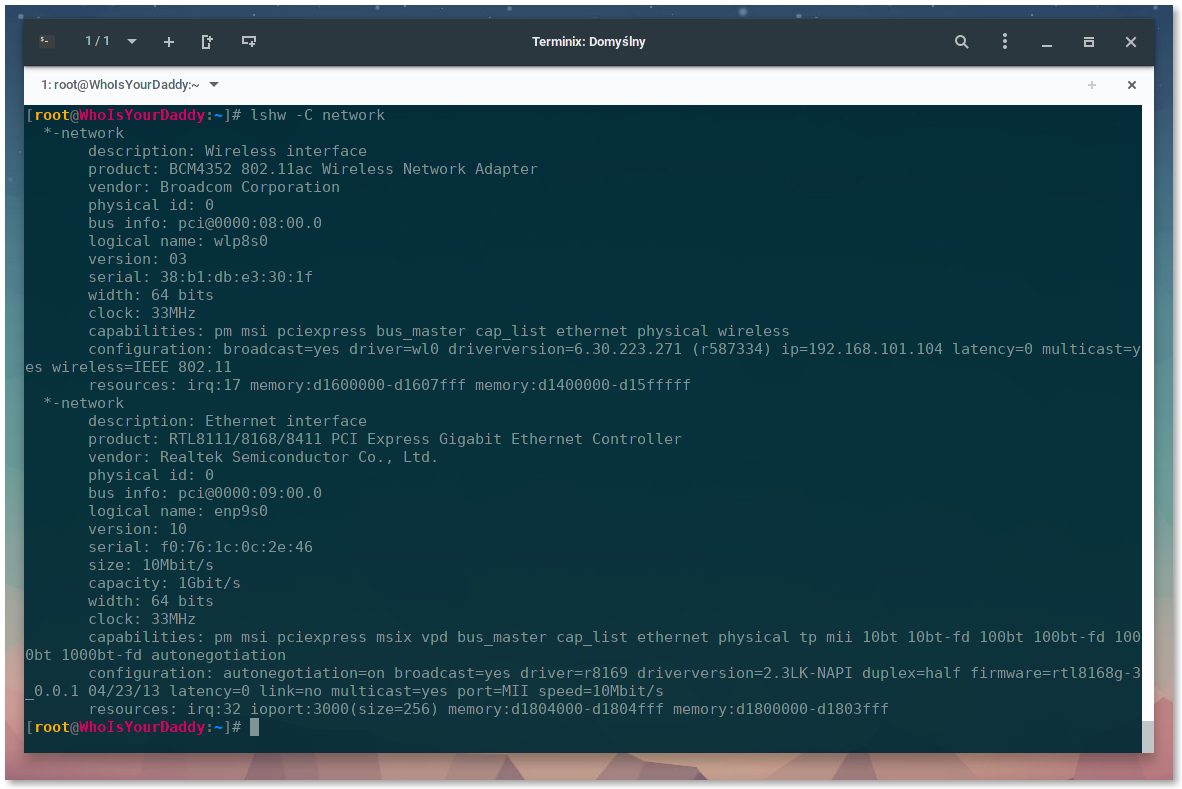 1 / 1
Terminix: Domyślny
1: root@WhoIsYourDaddy:~
[root@WhoIsYourDaddy:~]# lshw -C network
*-network
description: Wireless interface
product: BCM4352 802.11ac Wireless Network Adapter
vendor: Broadcom Corporation
physical id: 0
bus info: pci@0000:08:00.0
logical name: wlp8s0
version: 03
serial: 38:b1:db:e3:30:1f
width: 64 bits
clock: 33MHz
capabilities: pm msi pciexpress bus_master cap_list ethernet physical wireless
configuration: broadcast=yes driver=wl0 driverversion=6.30.223.271 (r587334) ip=192.168.101.104 latency=0 multicast=y
es wireless=IEEE 802.11
resources: irq:17 memory:d1600000-d1607fff memory:d1400000-d15fffff
*-network
description: Ethernet interface
product: RTL8111/8168/8411 PCI Express Gigabit Ethernet Controller
vendor: Realtek Semiconductor Co., Ltd.
physical id: 0
bus info: pci@0000:09:00.0
logical name: enp9s0
version: 10
serial: f0:76:1c:0c:2e:46
size: 10Mbit/s
capacity: 1Gbit/s
width: 64 bits
clock: 33MHz
capabilities: pm msi pciexpress msix vpd bus_master cap_list ethernet physical tp mii 10bt 10bt-fd 100bt 100bt-fd 100
0bt 1000bt-fd autonegotiation
configuration: autonegotiation=on broadcast=yes driver=r8169 driverversion=2.3LK-NAPI duplex=half firmware=rtl8168g-3
_0.0.1 04/23/13 latency=0 link=no multicast=yes port=MII speed=10Mbit/s
resources: irq:32 ioport:3000(size=256) memory:d1804000-d1804fff memory:d1800000-d1803fff
[root@WhoIsYourDaddy:~]#